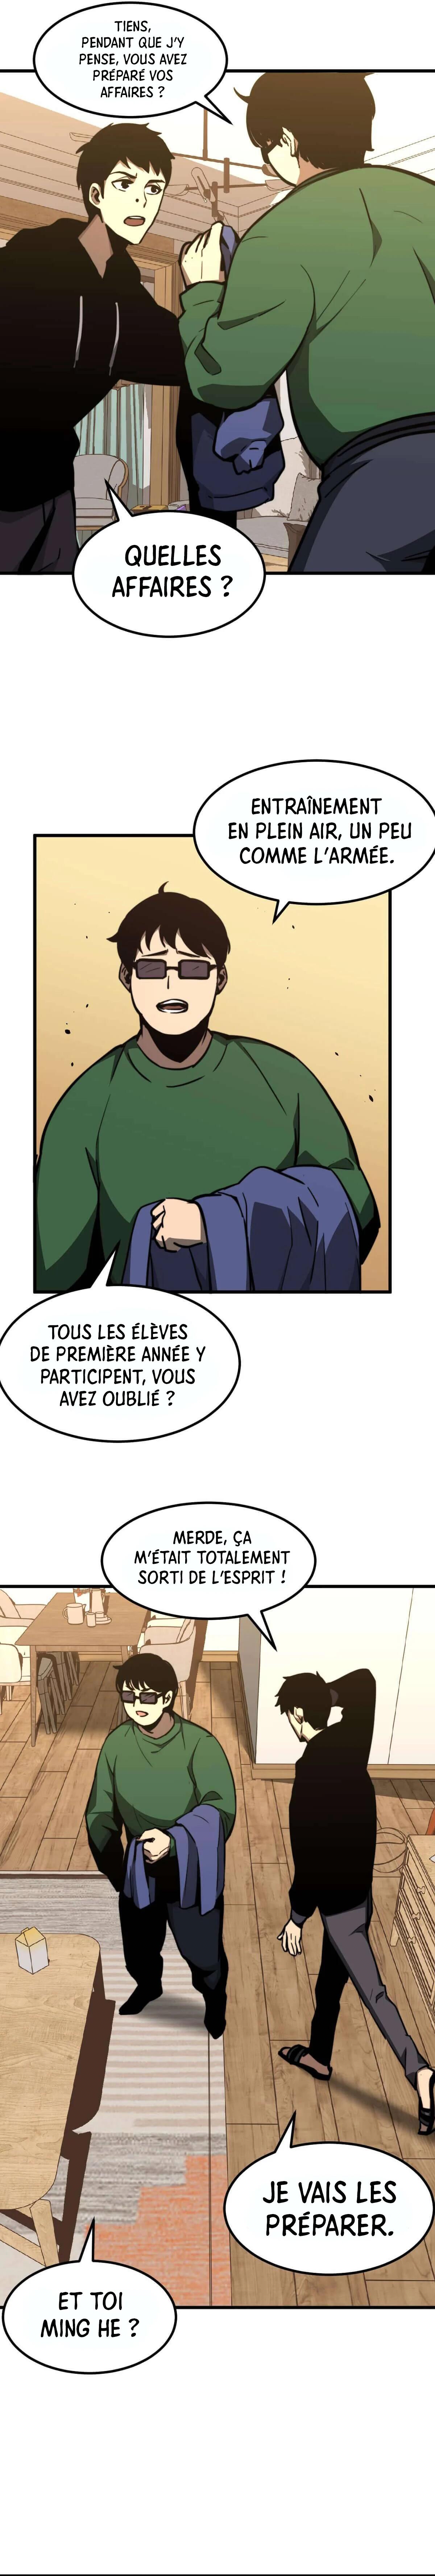 TIENS,
PENDANT QUE J'Y
PENSE, VOUS AVEZ
PRÉPARÉ VOS
AFFAIRES ?
QUELLES
AFFAIRES ?
ENTRAÎNEMENT
EN PLEIN AIR, UN PEU
COMME L'ARMÉE.
TOUS LES ÉLÈVES
DE PREMIÈRE ANNÉE Y
PARTICIPENT, VOUS
AVEZ OUBLIÉ ?
MERDE, ÇA
M'ÉTAIT TOTALEMENT
SORTI DE L'ESPRIT !
JE VAIS LES
PRÉPARER.
ET TOI
MING HE ?